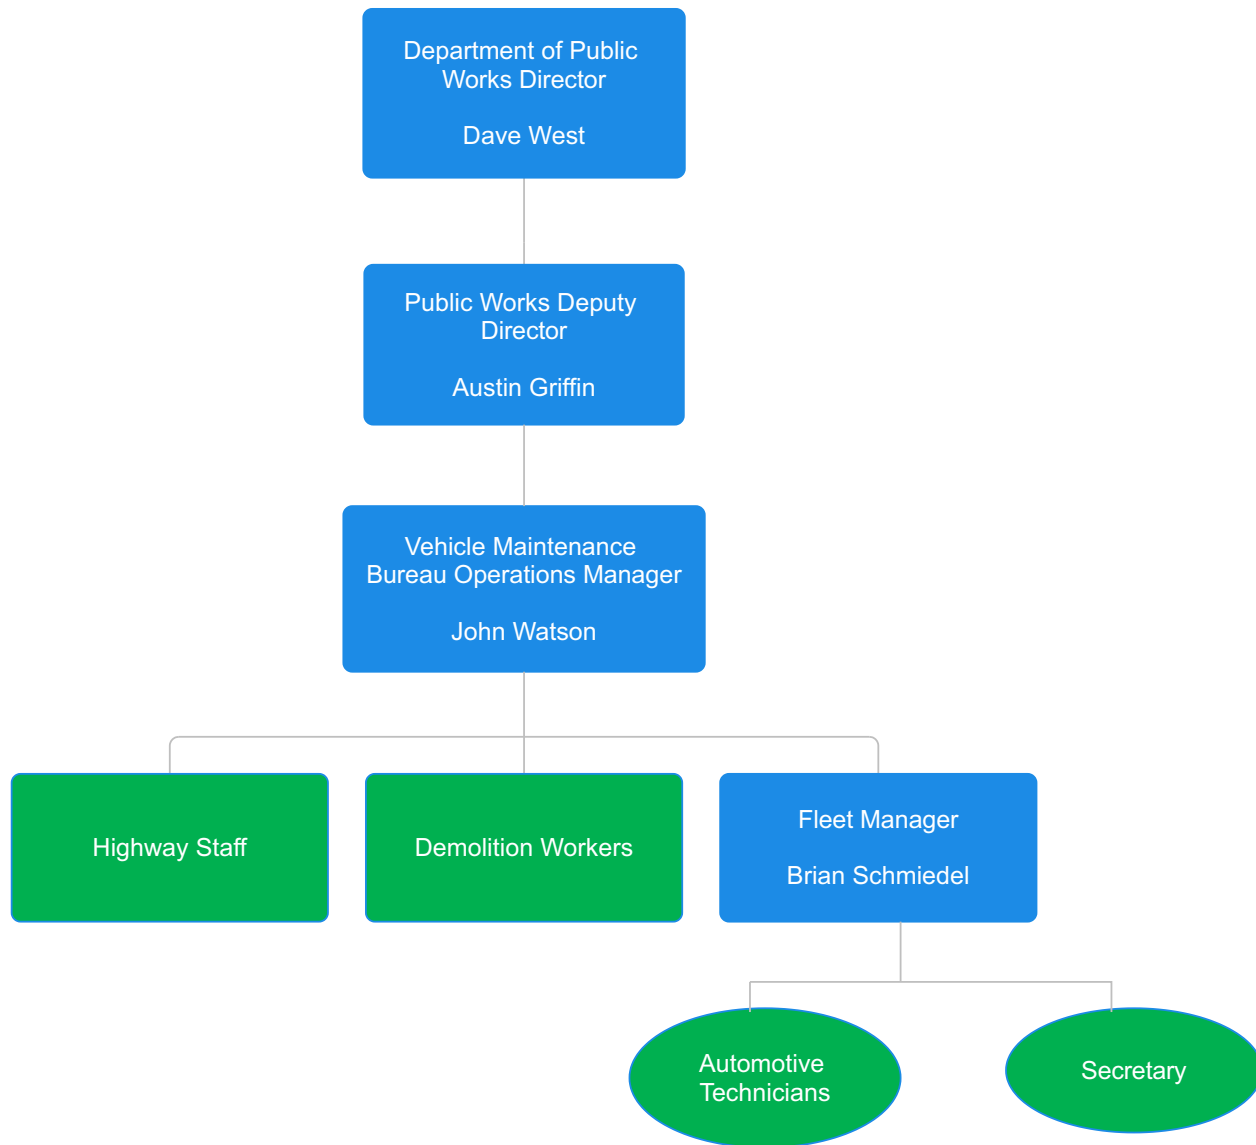 Department of Public
Works Director
Dave West
Public Works Deputy
Director
Austin Griffin
Vehicle Maintenance
Bureau Operations Manager
John Watson
Highway Staff
Demolition Workers
Fleet Manager
Brian Schmiedel
Automotive
Technicians
Secretary